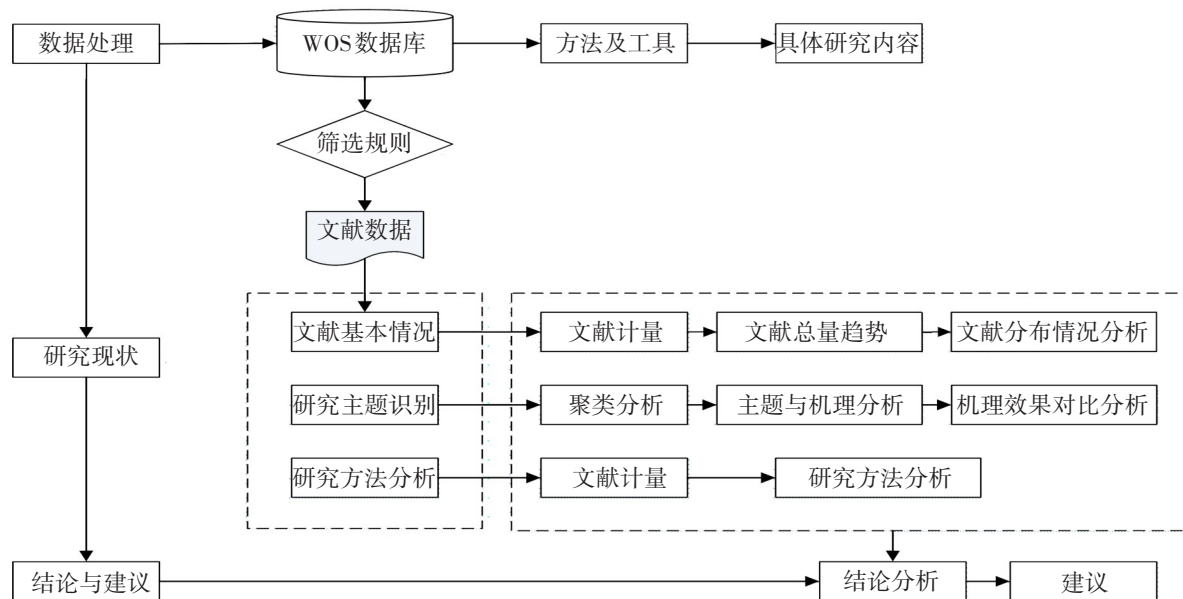 数据处理
WOS数据库
方法及工具
具体研究内容
筛选规则
文献数据
文献基本情况
文献计量
文献总量趋势
文献分布情况分析
研究现状
研究主题识别
聚类分析
主题与机理分析
机理效果对比分析
研究方法分析
文献计量
研究方法分析
结论与建议
结论分析
建议